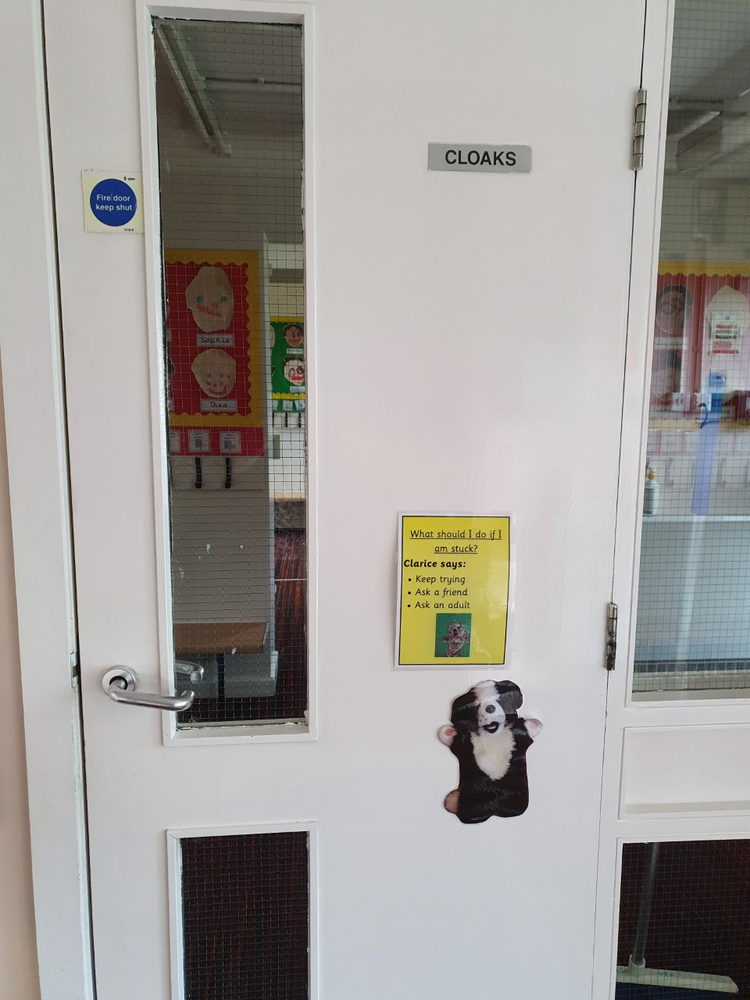 CLOAKS
Fire door
keep shut
Sophie
Thea
What should I do if I
am stuck?
Clarice says:
• Keep trying
• Ask a friend
• Ask an adult